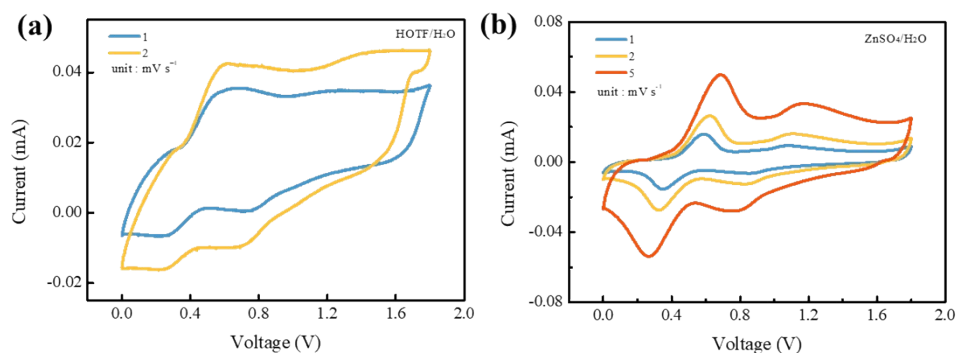 (a)
HOTF/H₂O
1
2
unit : mV s⁻¹
0.04
0.02
0.00
-0.02
Current (mA)
0.0
0.4
0.8
1.2
1.6
2.0
Voltage (V)
(b)
ZnSO₄/H₂O
1
2
5
unit : mV s⁻¹
0.08
0.04
0.00
-0.04
-0.08
Current (mA)
0.0
0.4
0.8
1.2
1.6
2.0
Voltage (V)